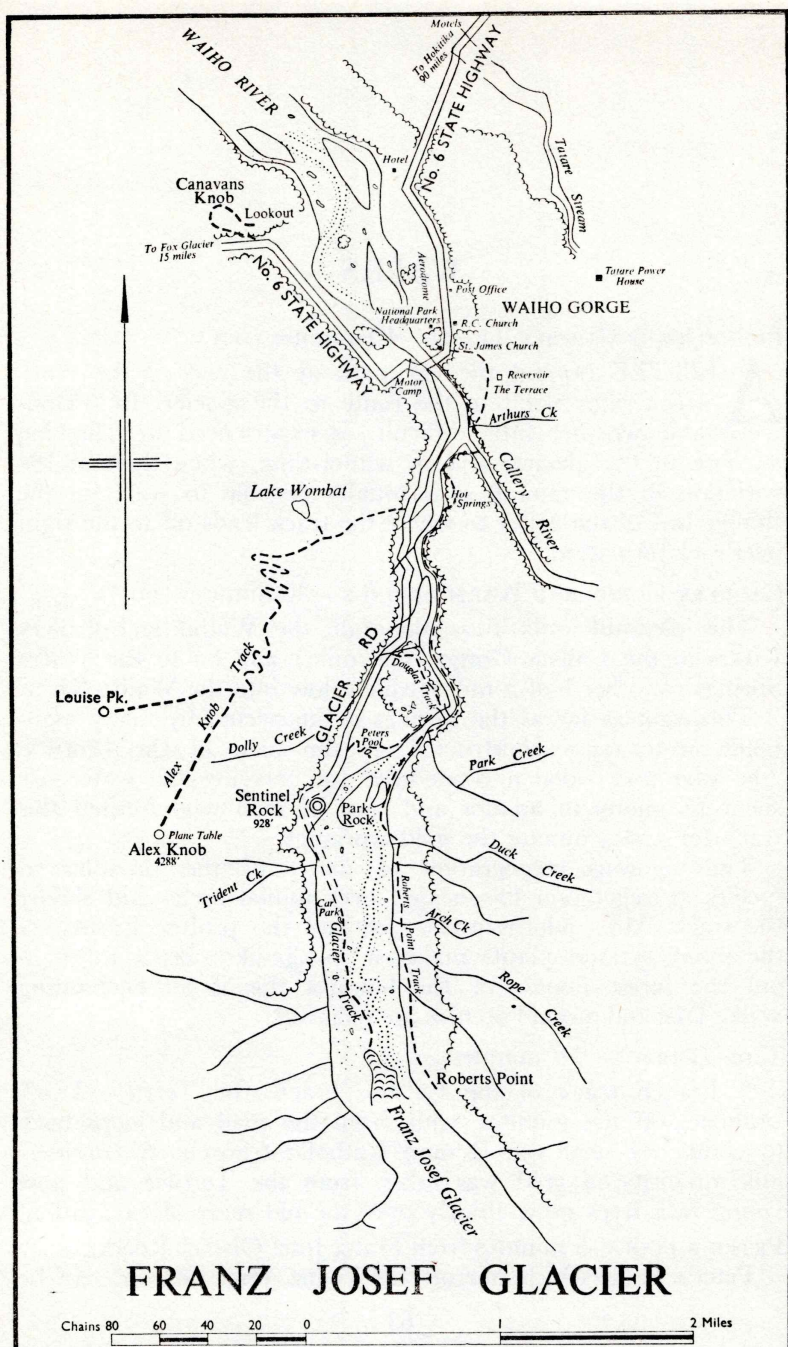 Motels
To Hokitika
90 miles
No. 6 STATE HIGHWAY
WAIHO RIVER
Tatare
Stream
Hotel
Canavans
Knob
Lookout
To Fox Glacier
15 miles
No. 6 STATE HIGHWAY
Aerodrome
Tatare Power
House
Post Office
WAIHO GORGE
National Park
Headquarters
R.C. Church
St. James Church
Motor
Camp
Reservoir
The Terrace
Arthurs Ck
Callery
River
Hot
Springs
Lake Wombat
GLACIER RD
Douglas Track
Louise Pk.
Alex Knob Track
Dolly Creek
Peters
Pool
Park Creek
Sentinel
Rock
928'
Park
Rock
Plane Table
Alex Knob
4288'
Duck
Creek
Trident Ck
Car
Park
Glacier
Track
Roberts
Point
Track
Arch Ck
Rope
Creek
Roberts Point
Franz Josef Glacier
FRANZ JOSEF GLACIER
Chains 80 60 40 20 0 1 2 Miles